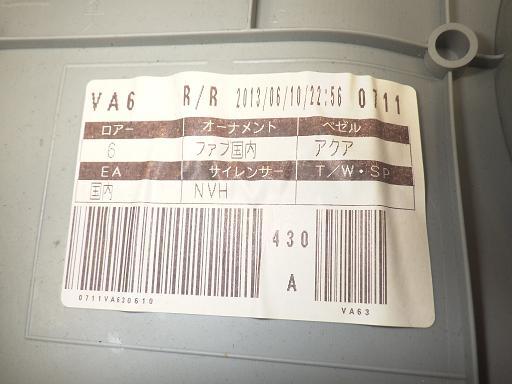 VA6 R/R 2013/06/10/22:56 0711
ロアー オーナメント ベゼル
6 ファブ国内 アクア
EA サイレンサー T/W・SP
国内 NVH
430
A
0711VA630610
VA63